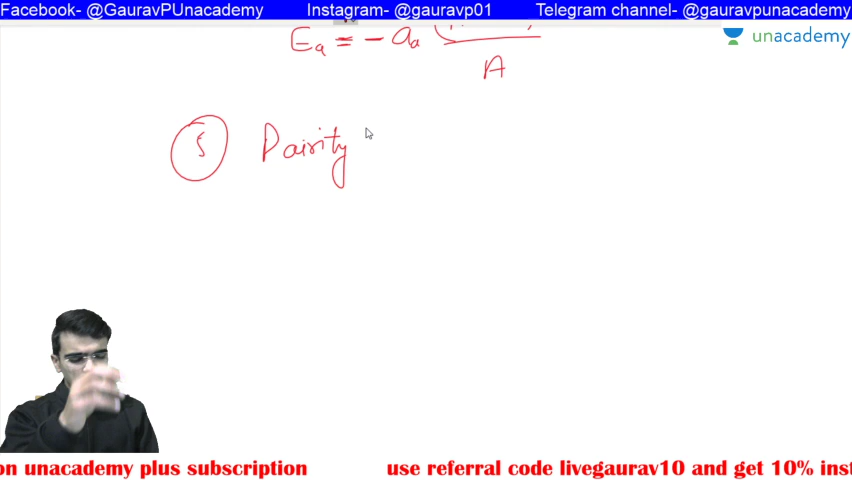 Facebook- @GauravPUnacademy Instagram- @gauravp01 Telegram channel- @gauravpunacademy
unacademy
Ea = - aa
A
5 Pairity
on unacademy plus subscription use referral code livegaurav10 and get 10% inst